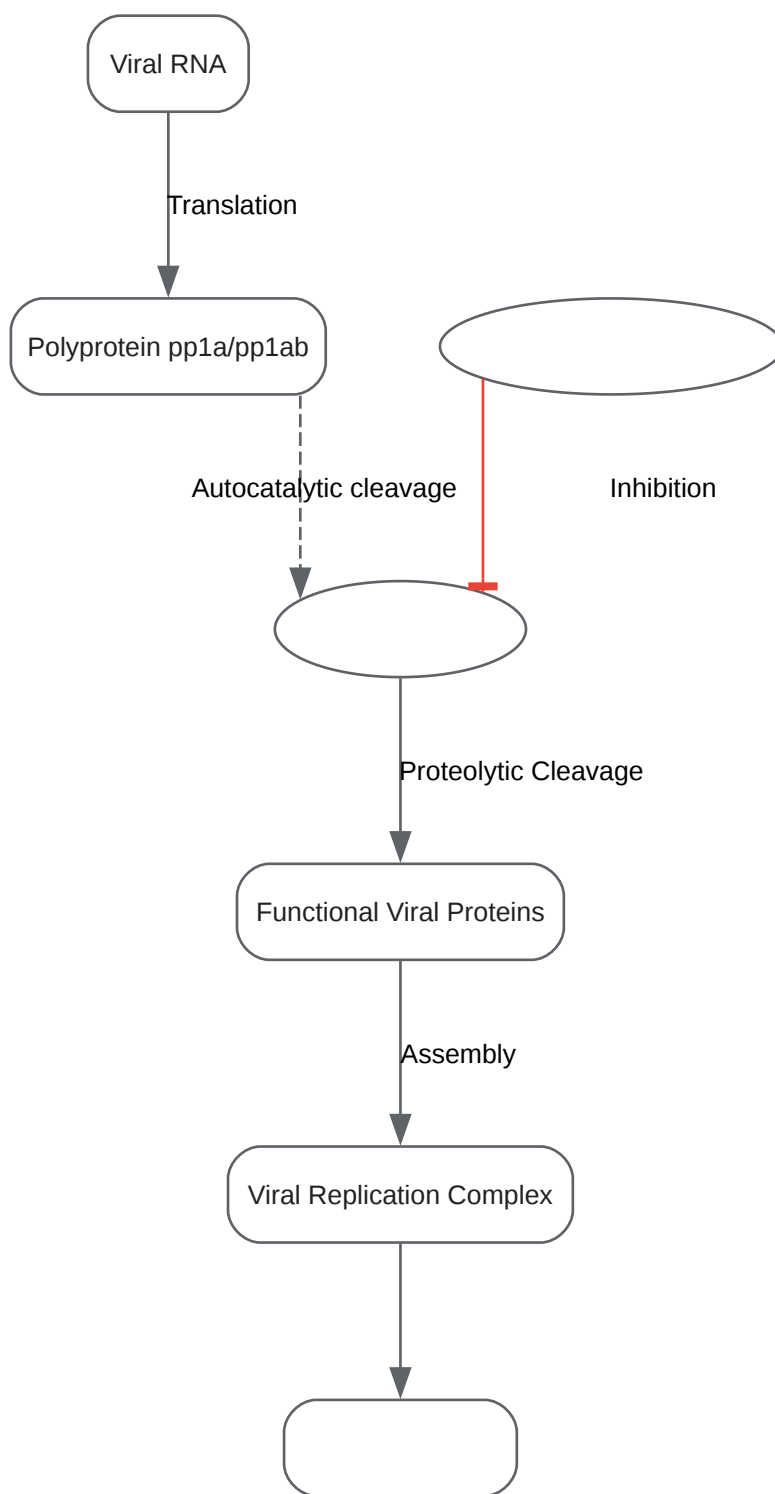 Viral RNA
Translation
Polyprotein pp1a/pp1ab
Autocatalytic cleavage
Inhibition
Proteolytic Cleavage
Functional Viral Proteins
Assembly
Viral Replication Complex